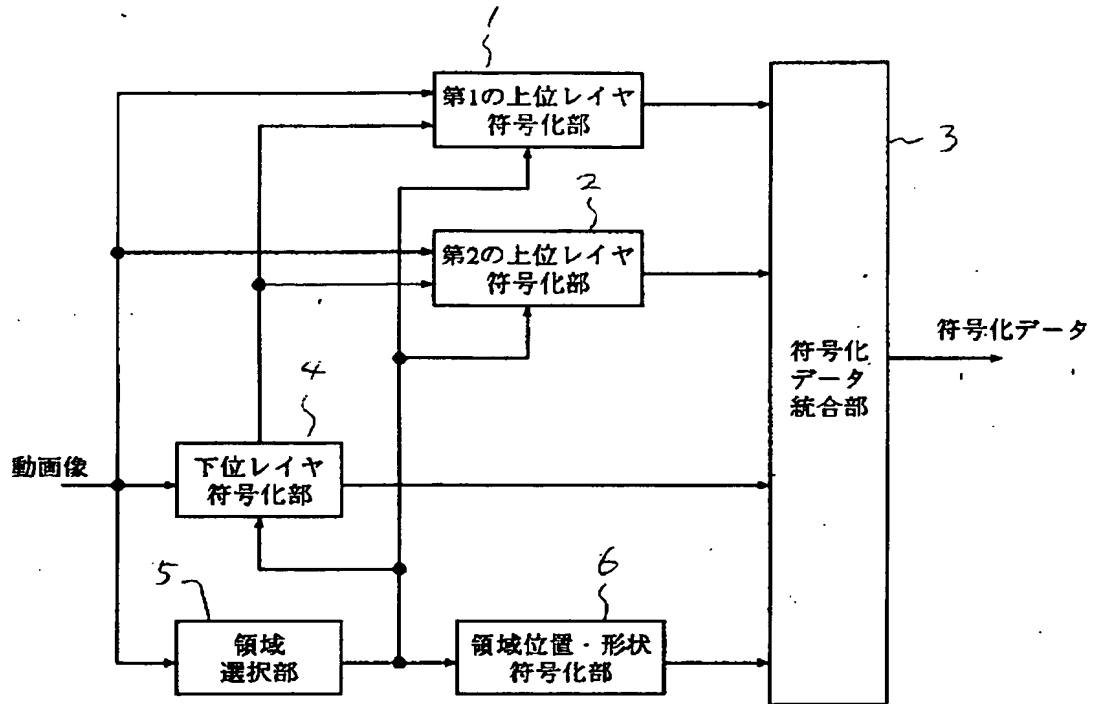 1
第1の上位レイヤ
符号化部
3
2
第2の上位レイヤ
符号化部
符号化データ
符号化
データ
統合部
4
動画像
下位レイヤ
符号化部
5
6
領域
選択部
領域位置・形状
符号化部